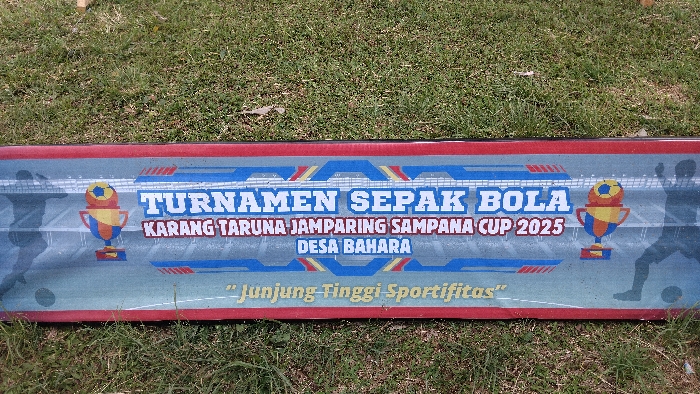 TURNAMEN SEPAK BOLA
KARANG TARUNA JAMPARING SAMPANA CUP 2025
DESA BAHARA
"Junjung Tinggi Sportifitas"